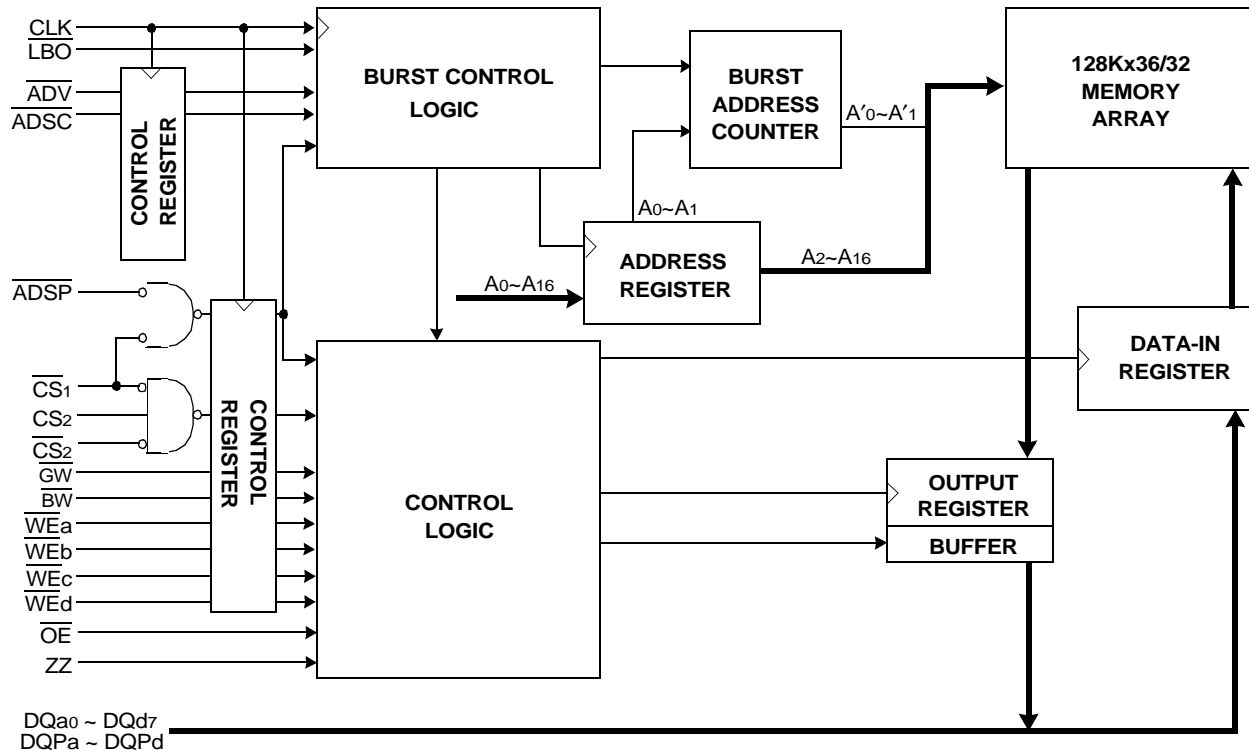 CLK
LBO
ADV
ADSC
CONTROL
REGISTER
BURST CONTROL
LOGIC
BURST
ADDRESS
COUNTER
A′0~A′1
128Kx36/32
MEMORY
ARRAY
A0~A1
ADDRESS
REGISTER
A2~A16
A0~A16
ADSP
CS1
CS2
CS2
GW
BW
WEa
WEb
WEc
WEd
OE
ZZ
CONTROL
REGISTER
CONTROL
LOGIC
DATA-IN
REGISTER
OUTPUT
REGISTER
BUFFER
DQa0 ~ DQd7
DQPa ~ DQPd